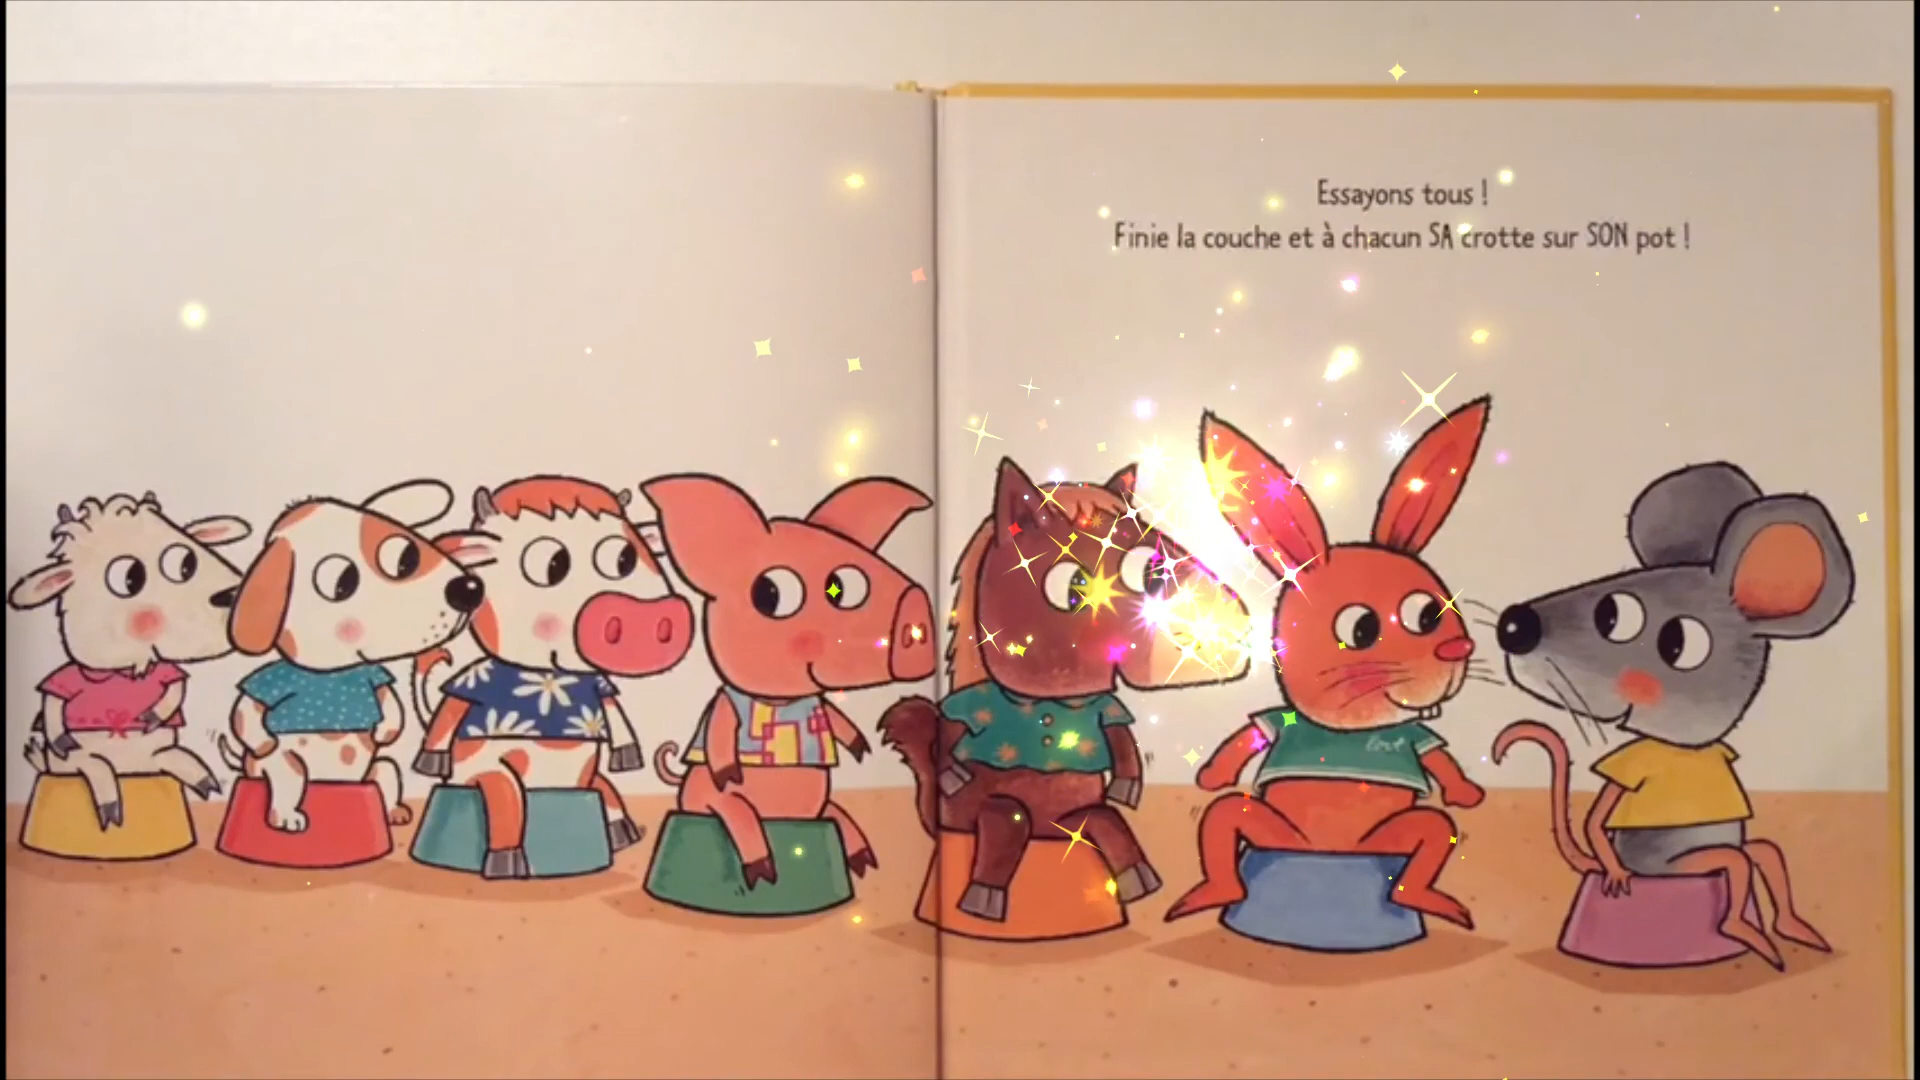 Essayons tous !
Finie la couche et à chacun SA crotte sur SON pot !